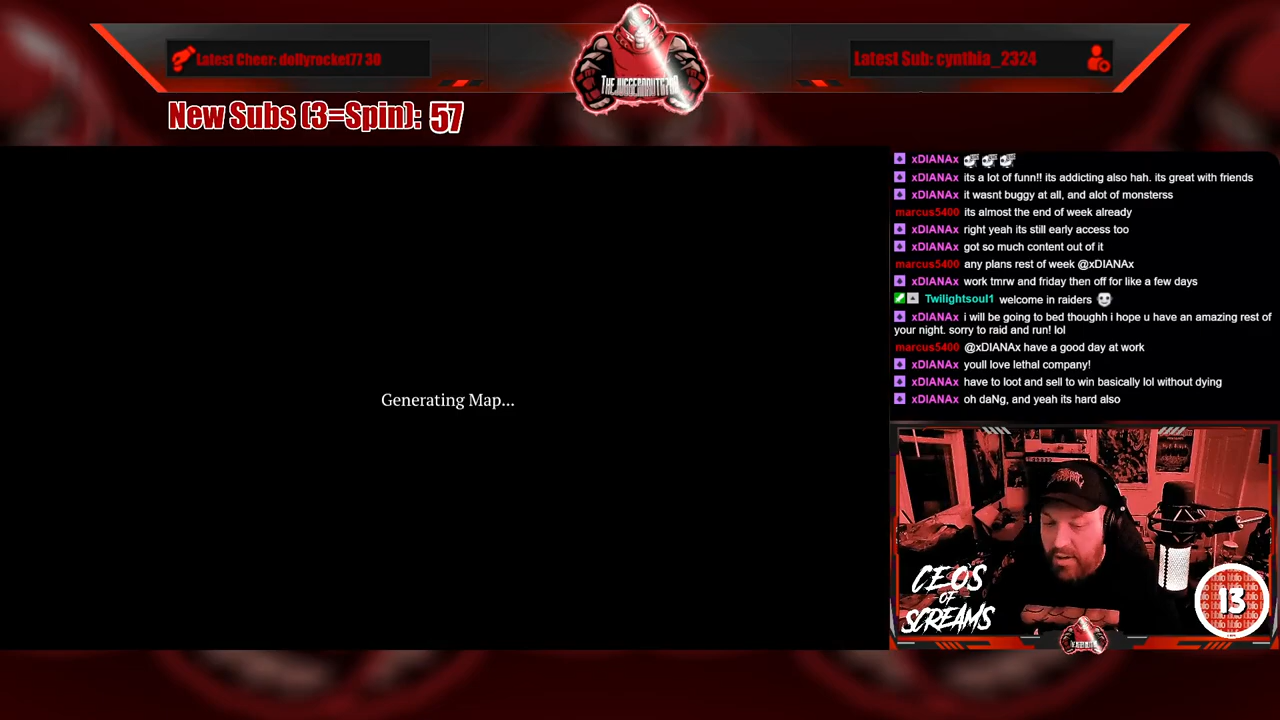 Latest Cheer: dollyrocket77 30
Latest Sub: cynthia_2324
New Subs (3=Spin): 57
xDIANAx
xDIANAx its a lot of funn!! its addicting also hah. its great with friends
xDIANAx it wasnt buggy at all, and alot of monsterss
marcus5400 its almost the end of week already
xDIANAx right yeah its still early access too
xDIANAx got so much content out of it
marcus5400 any plans rest of week @xDIANAx
xDIANAx work tmrw and friday then off for like a few days
Twilightsoul1 welcome in raiders
xDIANAx i will be going to bed thoughh i hope u have an amazing rest of
your night. sorry to raid and run! lol
marcus5400 @xDIANAx have a good day at work
xDIANAx youll love lethal company!
xDIANAx have to loot and sell to win basically lol without dying
xDIANAx oh daNg, and yeah its hard also
Generating Map...
CEOS
OF
SCREAMS
13